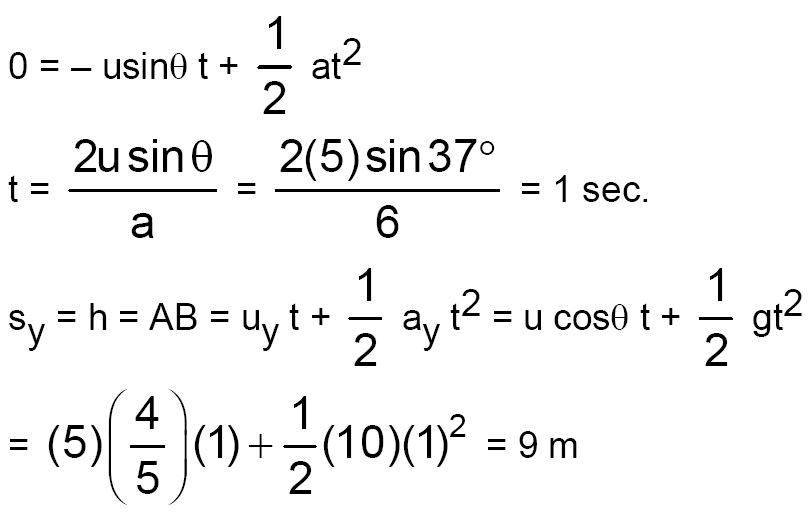 0 = – usinθ t + 1/2 at²
t = 2u sin θ / a = 2(5) sin 37° / 6 = 1 sec.
s_y = h = AB = u_y t + 1/2 a_y t² = u cosθ t + 1/2 gt²
= (5)(4/5)(1) + 1/2(10)(1)² = 9 m